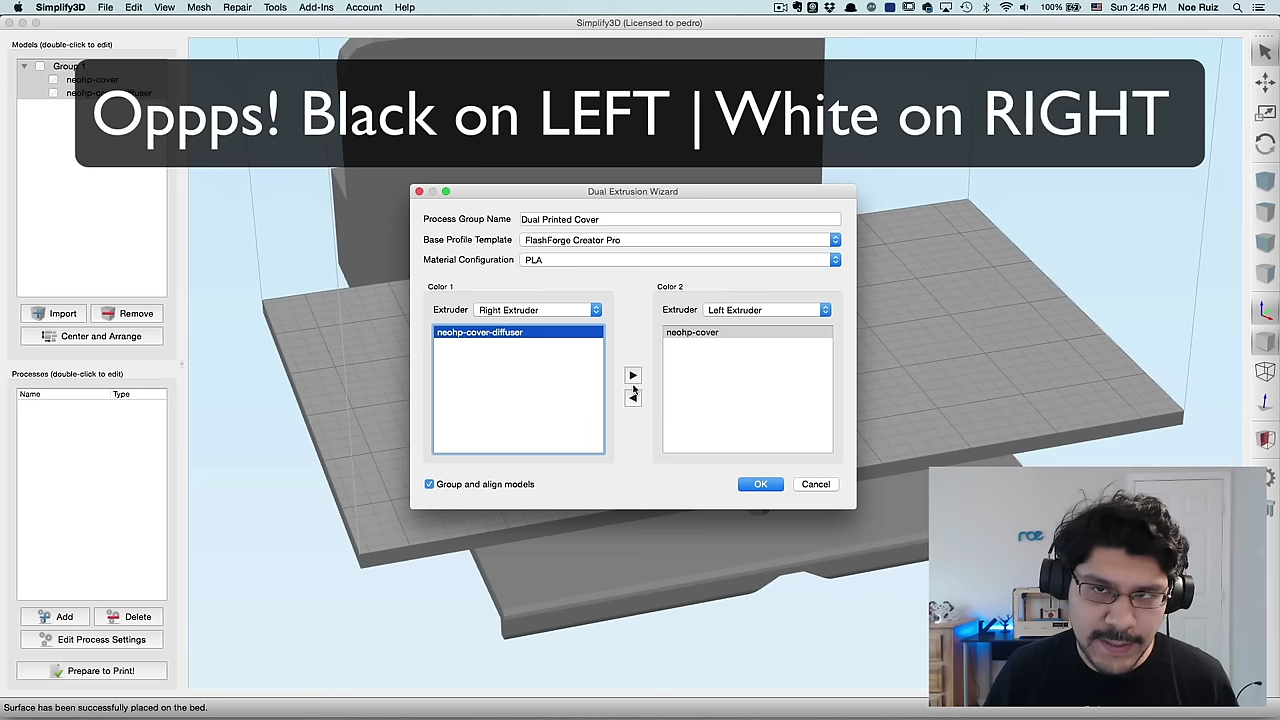 Simplify3D File Edit View Mesh Repair Tools Add-Ins Account Help 100% Sun 2:46 PM Noe Ruiz
Simplify3D (Licensed to pedro)
Models (double-click to edit)
Group 1
neohp-cover
Oppps! Black on LEFT | White on RIGHT
Dual Extrusion Wizard
Process Group Name Dual Printed Cover
Base Profile Template FlashForge Creator Pro
Material Configuration PLA
Color 1 Color 2
Extruder Right Extruder Extruder Left Extruder
neohp-cover-diffuser neohp-cover
Import Remove
Center and Arrange
Processes (double-click to edit)
Name Type
Group and align models OK Cancel
Add Delete
Edit Process Settings
Prepare to Print!
Surface has been successfully placed on the bed.